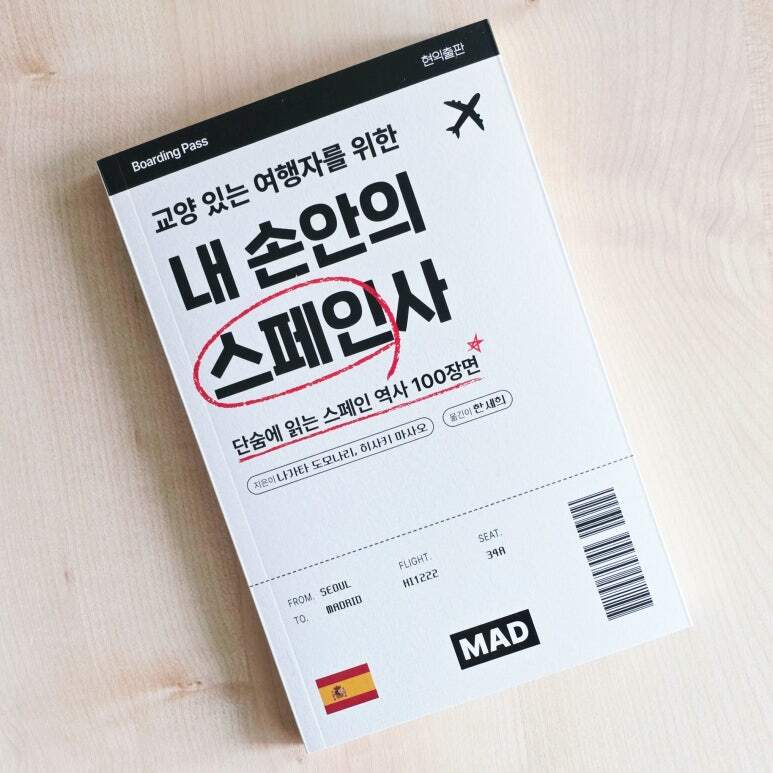 현익출판
Boarding Pass
교양 있는 여행자를 위한
내 손안의
스페인사
단숨에 읽는 스페인 역사 100장면
지은이 나가타 도모나리, 히사키 마사오
옮긴이 한세희
FROM. SEOUL
TO. MADRID
FLIGHT.
HI1222
SEAT.
39A
MAD